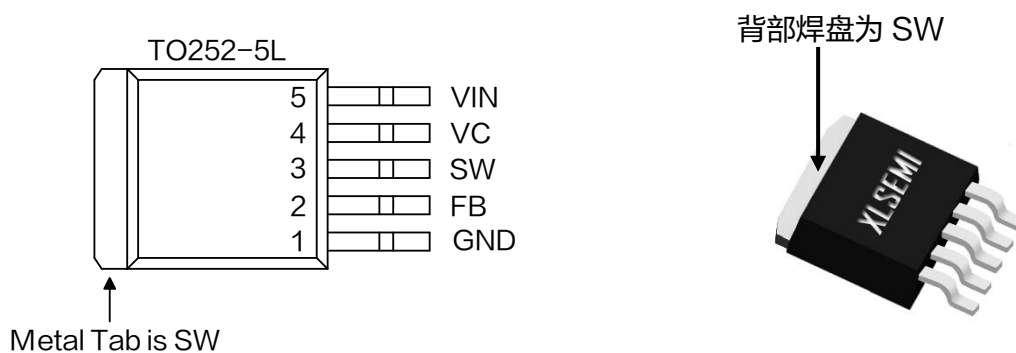 TO252-5L
5 VIN
4 VC
3 SW
2 FB
1 GND
Metal Tab is SW
背部焊盘为 SW
XLSEMI